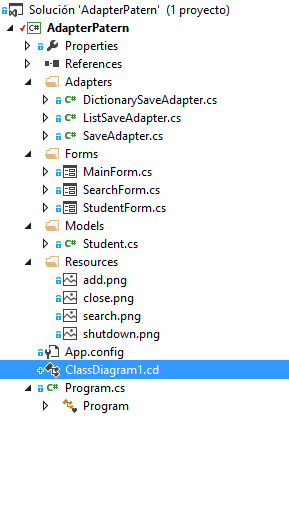 Solución 'AdapterPatern' (1 proyecto)
C# AdapterPatern
Properties
References
Adapters
C# DictionarySaveAdapter.cs
C# ListSaveAdapter.cs
C# SaveAdapter.cs
Forms
MainForm.cs
SearchForm.cs
StudentForm.cs
Models
C# Student.cs
Resources
add.png
close.png
search.png
shutdown.png
App.config
ClassDiagram1.cd
C# Program.cs
Program